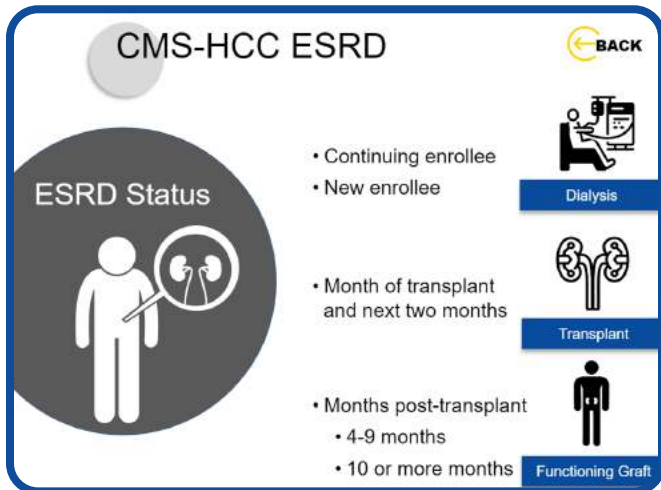 CMS-HCC ESRD
BACK
ESRD Status
• Continuing enrollee
• New enrollee
Dialysis
• Month of transplant
and next two months
Transplant
• Months post-transplant
• 4-9 months
• 10 or more months
Functioning Graft